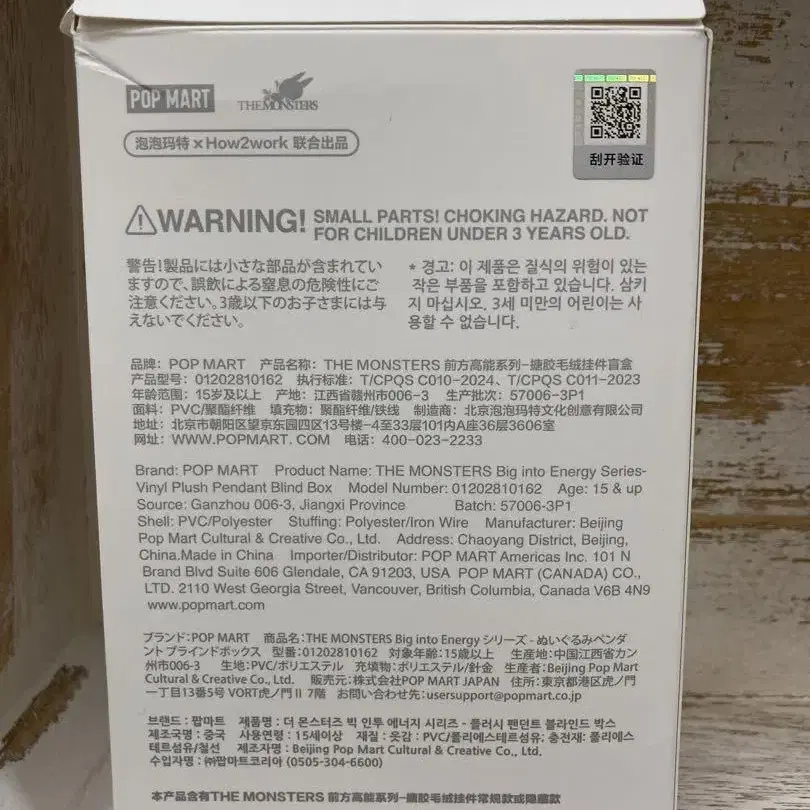 POP MART THE MONSTERS
泡泡玛特×How2work 联合出品
刮开验证
WARNING! SMALL PARTS! CHOKING HAZARD. NOT
FOR CHILDREN UNDER 3 YEARS OLD.
警告!製品には小さな部品が含まれてい
ますので、誤飲による窒息の危険性にご
注意ください。3歳以下のお子さまには与
えないでください。
* 경고: 이 제품은 질식의 위험이 있는
작은 부품을 포함하고 있습니다. 삼키
지 마십시오. 3세 미만의 어린이는 사
용할 수 없습니다.
品牌: POP MART 产品名称: THE MONSTERS 前方高能系列-搪胶毛绒挂件盲盒
产品型号: 01202810162 执行标准: T/CPQS C010-2024、T/CPQS C011-2023
年龄范围: 15岁及以上 产地: 江西省赣州市006-3 生产批次: 57006-3P1
面料: PVC/聚酯纤维 填充物: 聚酯纤维/铁线 制造商: 北京泡泡玛特文化创意有限公司
地址: 北京市朝阳区望京东园四区13号楼-4至33层101内A座36层3606室
网址: WWW.POPMART.COM 电话: 400-023-2233
Brand: POP MART Product Name: THE MONSTERS Big into Energy Series-
Vinyl Plush Pendant Blind Box Model Number: 01202810162 Age: 15 & up
Source: Ganzhou 006-3, Jiangxi Province Batch: 57006-3P1
Shell: PVC/Polyester Stuffing: Polyester/Iron Wire Manufacturer: Beijing
Pop Mart Cultural & Creative Co., Ltd. Address: Chaoyang District, Beijing,
China.Made in China Importer/Distributor: POP MART Americas Inc. 101 N
Brand Blvd Suite 606 Glendale, CA 91203, USA POP MART (CANADA) CO.,
LTD. 2110 West Georgia Street, Vancouver, British Columbia, Canada V6B 4N9
www.popmart.com
ブランド:POP MART 商品名:THE MONSTERS Big into Energy シリーズ - ぬいぐるみペンダ
ント ブラインドボックス 型番:01202810162 対象年齢:15歳以上 生産地:中国江西省カン
州市006-3 生地:PVC/ポリエステル 充填物:ポリエステル/針金 生産者:Beijing Pop Mart
Cultural & Creative Co., Ltd. 販売元:株式会社POP MART JAPAN 住所:東京都港区虎ノ門
一丁目13番5号 VORT虎ノ門Ⅱ 7階 お問い合わせ先:usersupport@popmart.co.jp
브랜드 : 팝마트 제품명 : 더 몬스터즈 빅 인투 에너지 시리즈 - 플러시 팬던트 블라인드 박스
제조국명 : 중국 사용연령 : 15세이상 재질 : 옷감 : PVC/폴리에스테르섬유; 충전재: 폴리에스
테르섬유/철선 제조자명 : Beijing Pop Mart Cultural & Creative Co., Ltd.
수입자명 : ㈜팝마트코리아 (0505-304-6600)
本产品含有THE MONSTERS 前方高能系列-搪胶毛绒挂件常规款或隐藏款